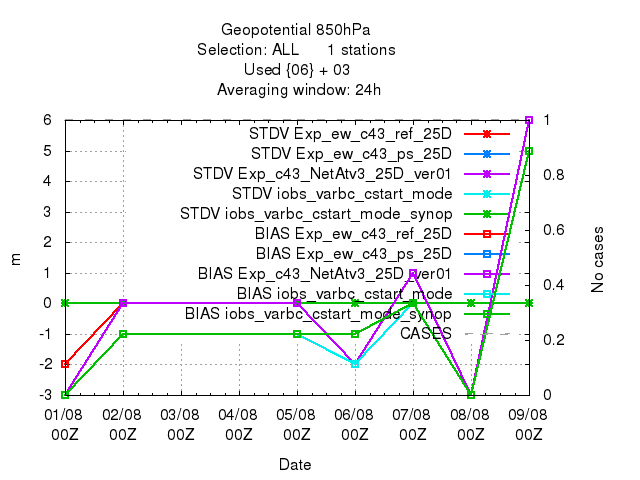 Geopotential 850hPa
Selection: ALL 1 stations
Used {06} + 03
Averaging window: 24h
STDV Exp_ew_c43_ref_25D
STDV Exp_ew_c43_ps_25D
STDV Exp_c43_NetAtv3_25D_ver01
STDV iobs_varbc_cstart_mode
STDV iobs_varbc_cstart_mode_synop
BIAS Exp_ew_c43_ref_25D
BIAS Exp_ew_c43_ps_25D
BIAS Exp_c43_NetAtv3_25D_ver01
BIAS iobs_varbc_cstart_mode
BIAS iobs_varbc_cstart_mode_synop
CASES
6
5
4
3
2
1
0
-1
-2
-3
m
1
0.8
0.6
0.4
0.2
0
No cases
01/08 02/08 03/08 04/08 05/08 06/08 07/08 08/08 09/08
00Z 00Z 00Z 00Z 00Z 00Z 00Z 00Z 00Z
Date